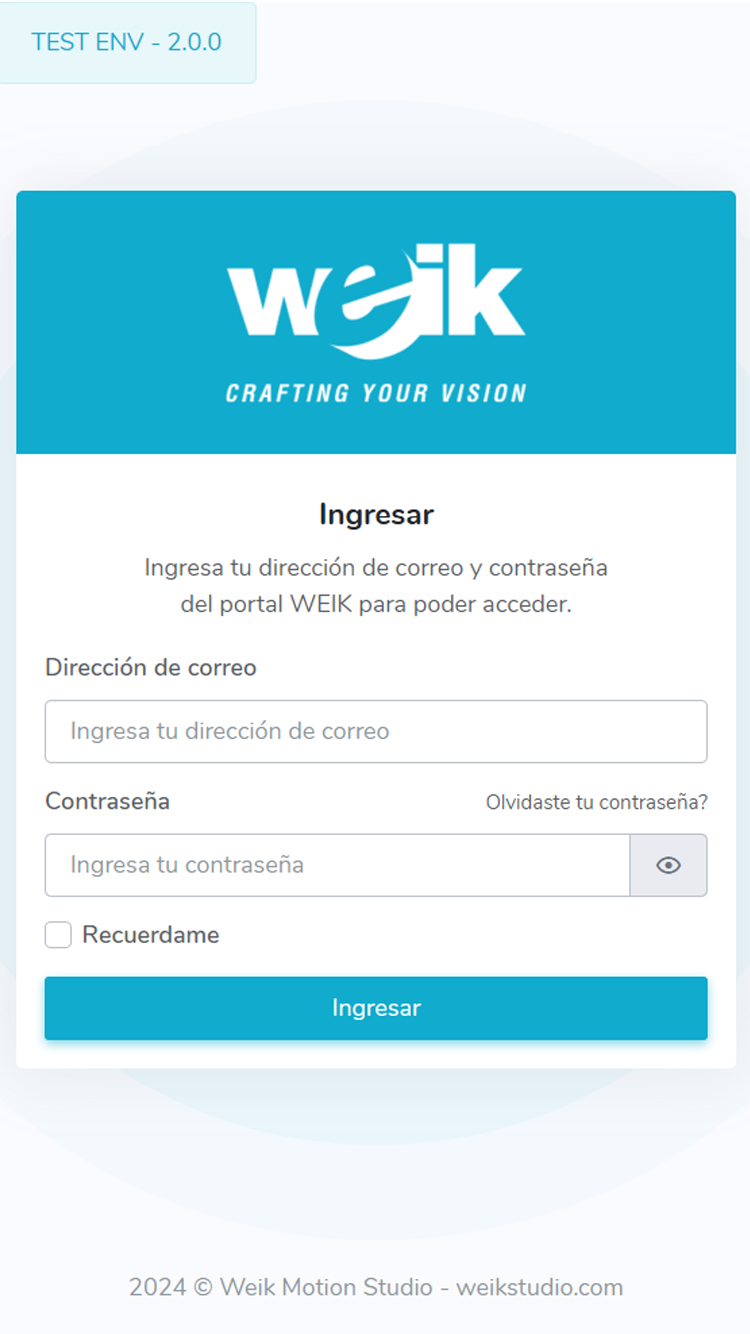 TEST ENV - 2.0.0
weik
CRAFTING YOUR VISION
Ingresar
Ingresa tu dirección de correo y contraseña
del portal WEIK para poder acceder.
Dirección de correo
Ingresa tu dirección de correo
Contraseña Olvidaste tu contraseña?
Ingresa tu contraseña
Recuerdame
Ingresar
2024 © Weik Motion Studio - weikstudio.com